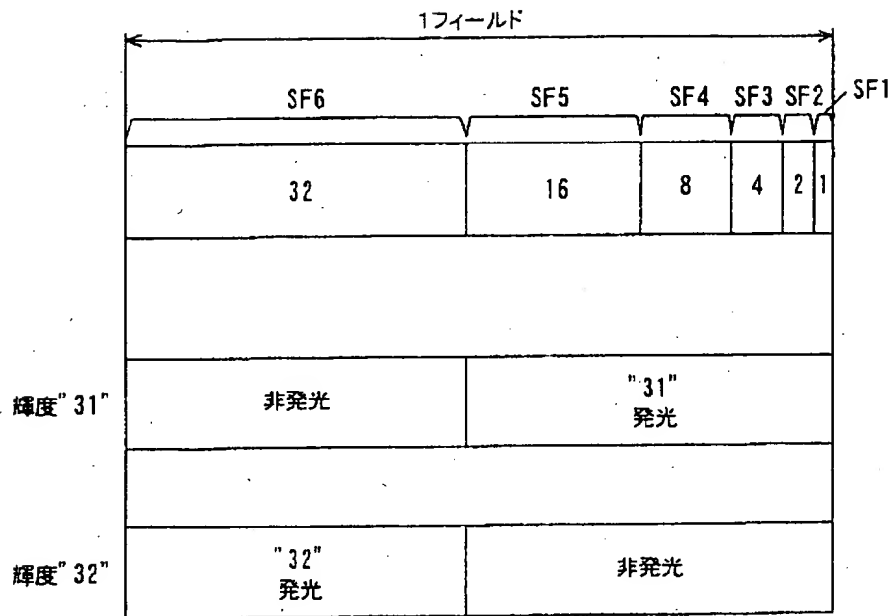 1フィールド
SF6 SF5 SF4 SF3 SF2 SF1
32 16 8 4 2 1
輝度"31" 非発光 "31"
発光
輝度"32" "32"
発光 非発光